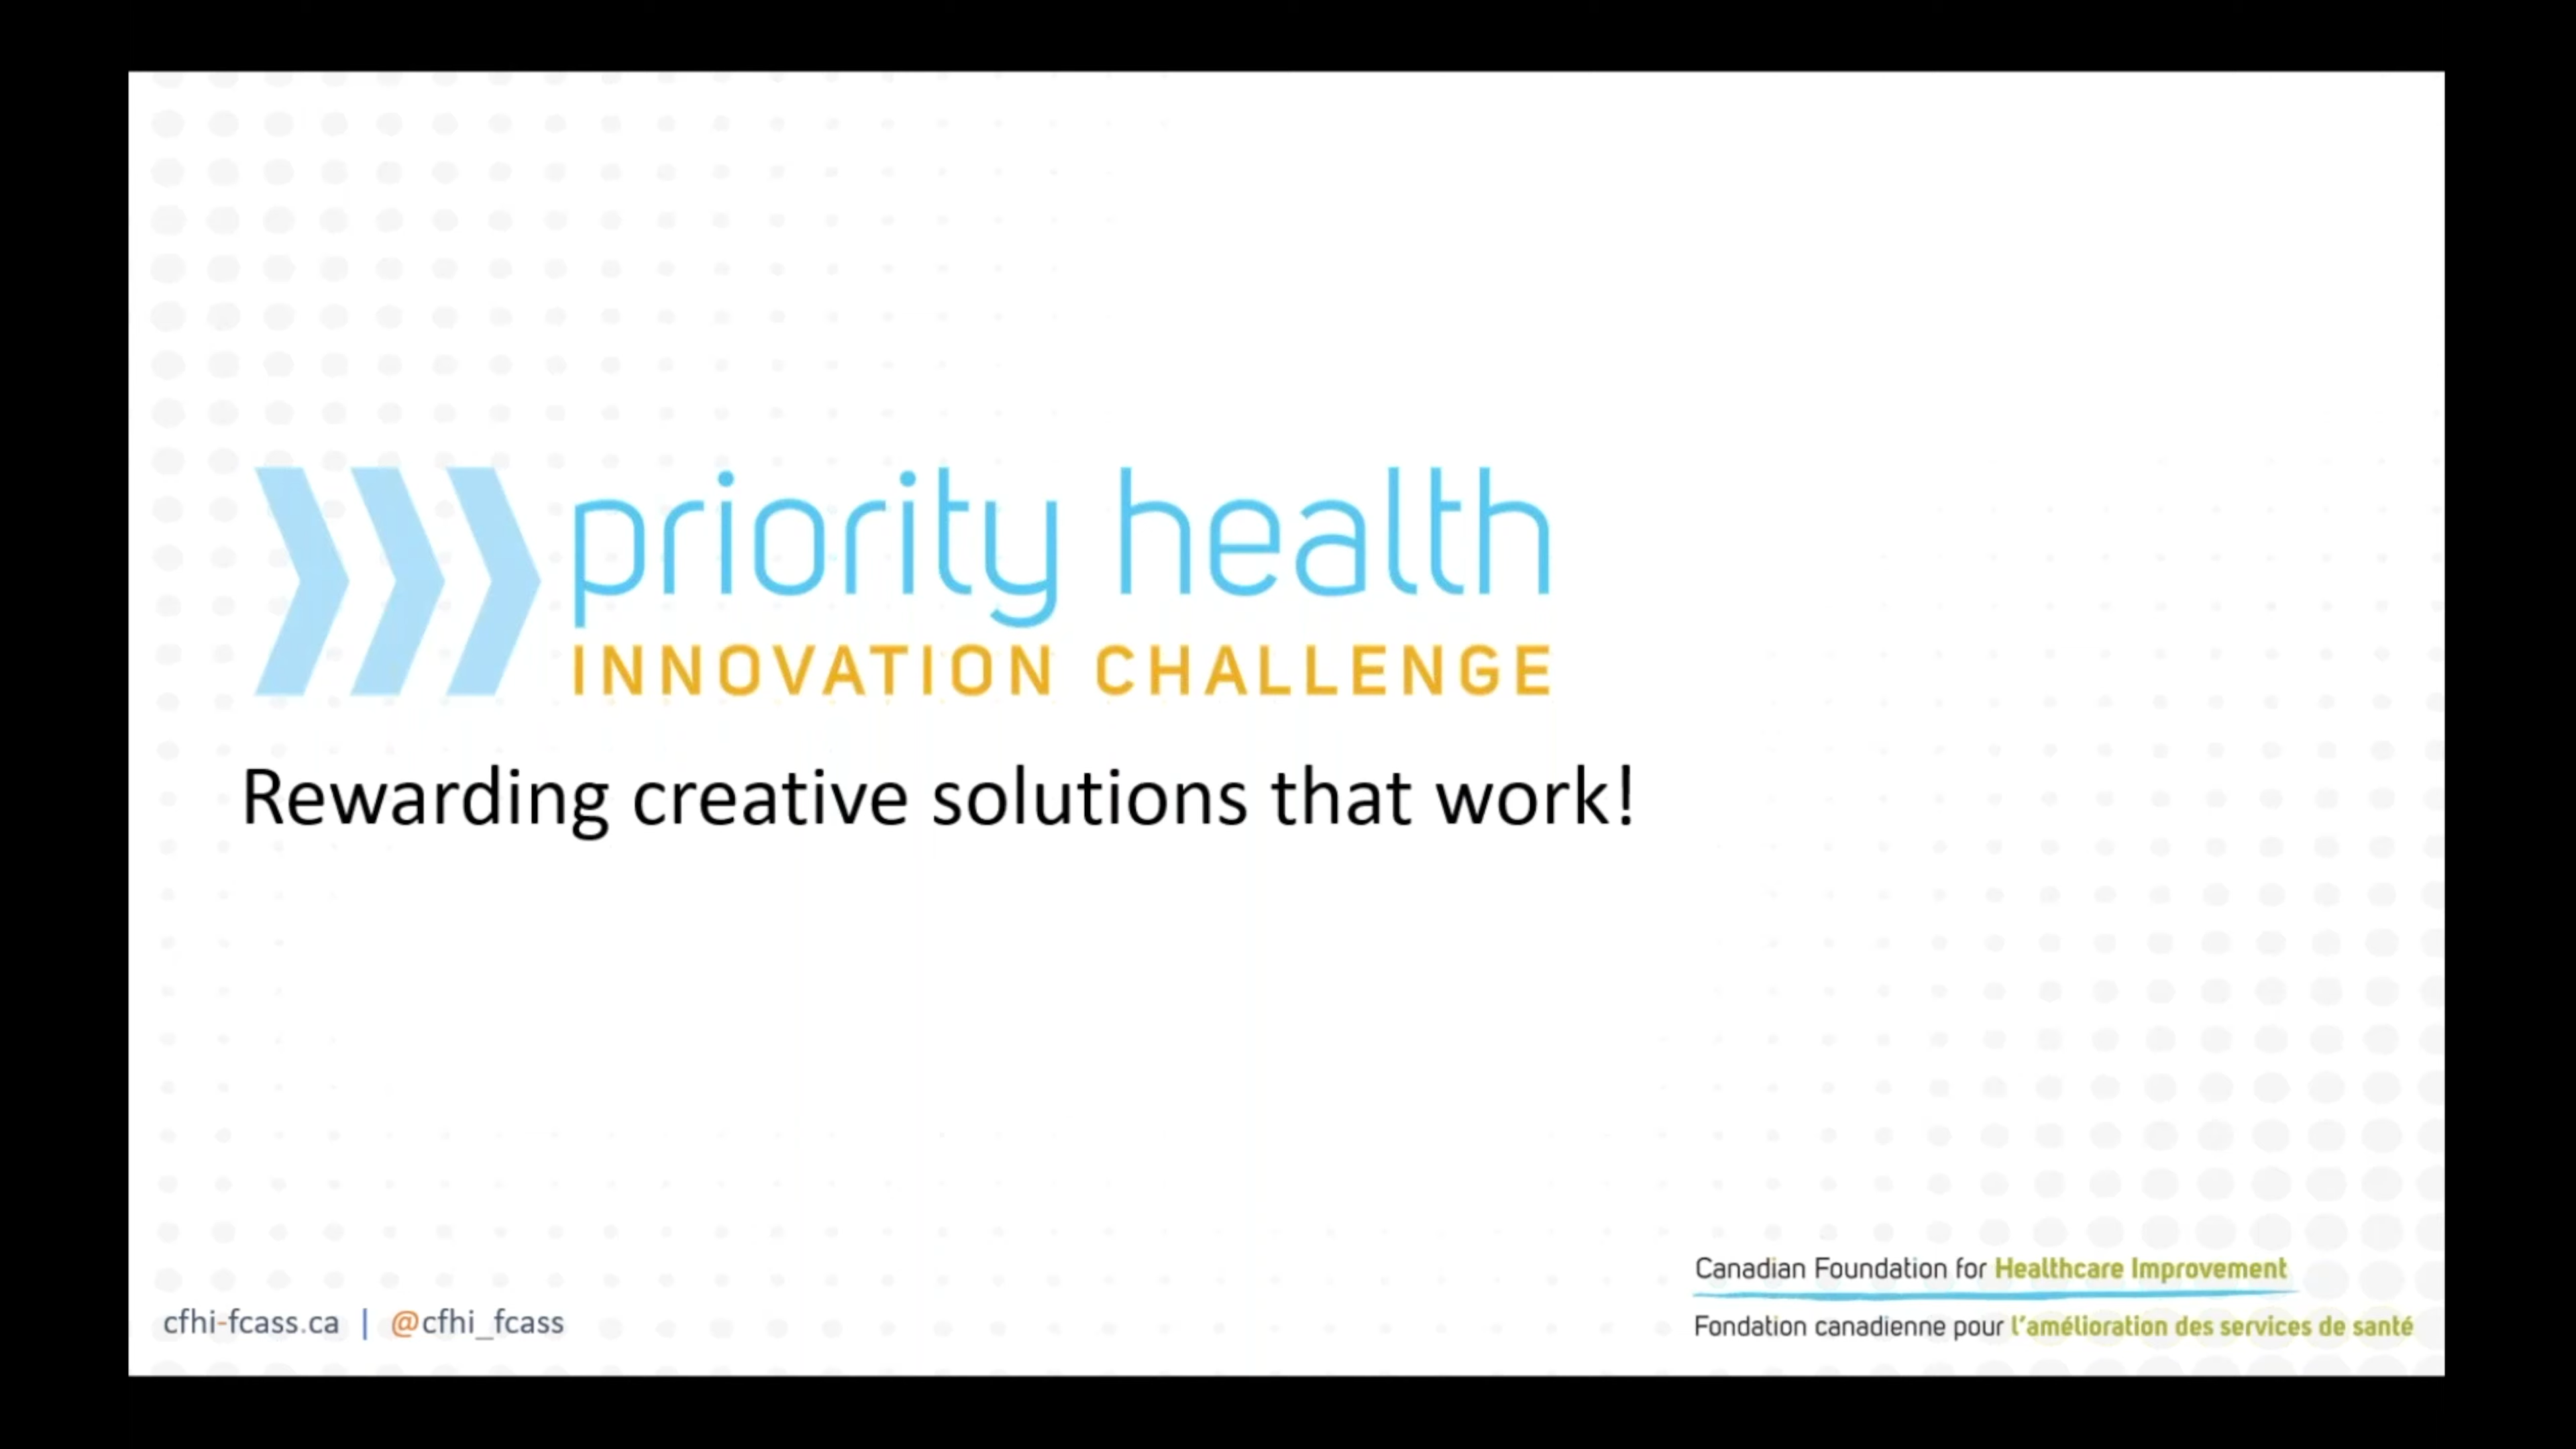 priority health
INNOVATION CHALLENGE
Rewarding creative solutions that work!
cfhi-fcass.ca | @cfhi_fcass
Canadian Foundation for Healthcare Improvement
Fondation canadienne pour l'amélioration des services de santé